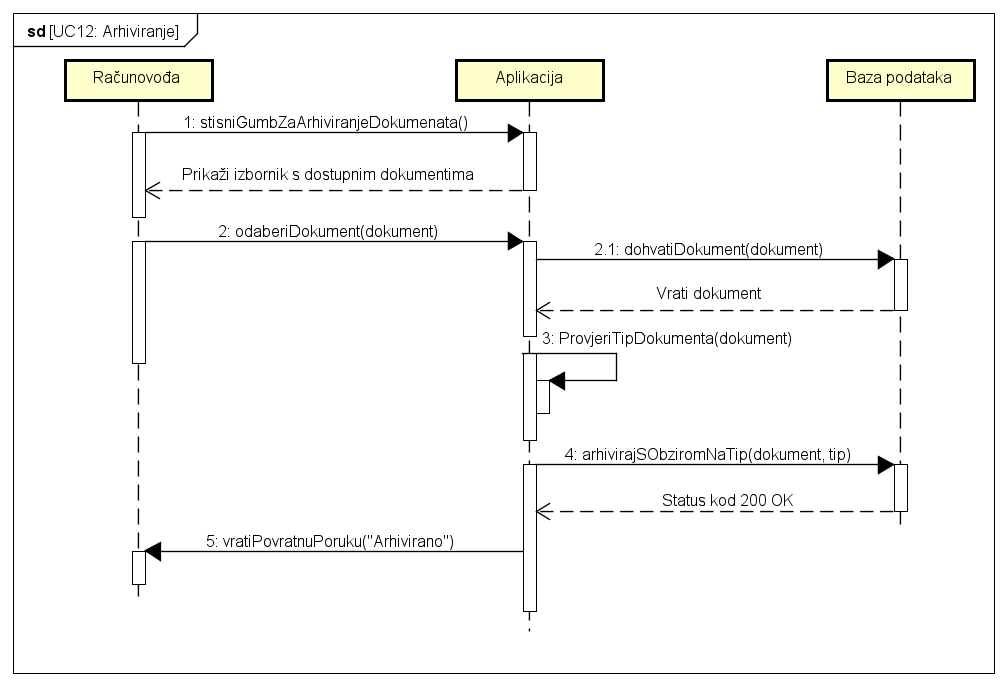 sd [UC12: Arhiviranje]
Računovođa
Aplikacija
Baza podataka
1: stisniGumbZaArhiviranjeDokumenata()
Prikaži izbornik s dostupnim dokumentima
2: odaberiDokument(dokument)
2.1: dohvatiDokument(dokument)
Vrati dokument
3: ProvjeriTipDokumenta(dokument)
4: arhivirajSObziromNaTip(dokument, tip)
Status kod 200 OK
5: vratiPovratnuPoruku("Arhivirano")